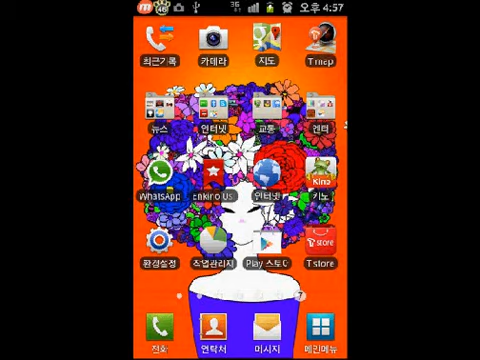 3G 오후 4:57
최근기록 카메라 지도 Tmap
뉴스 인터넷 교통 엔터
WhatsApp 인터넷 Kino
환경설정 작업관리자 Play 스토어 T store
전화 연락처 메시지 메인메뉴